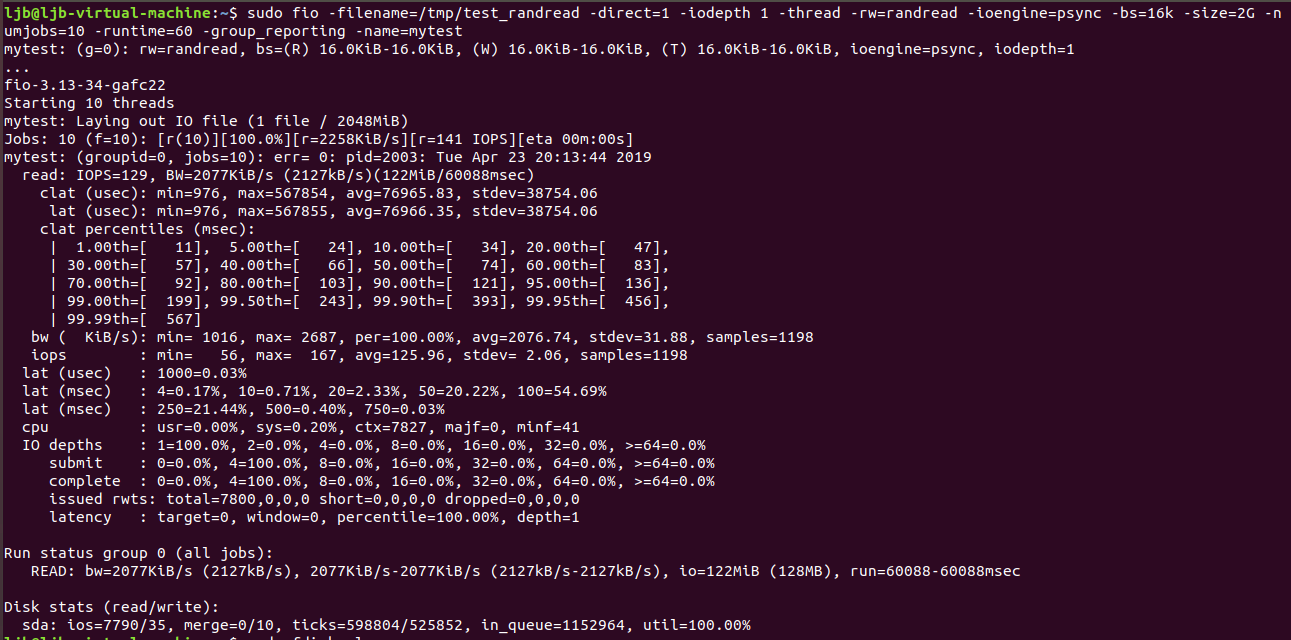 ljb@ljb-virtual-machine:~$ sudo fio -filename=/tmp/test_randread -direct=1 -iodepth 1 -thread -rw=randread -ioengine=psync -bs=16k -size=2G -n
umjobs=10 -runtime=60 -group_reporting -name=mytest
mytest: (g=0): rw=randread, bs=(R) 16.0KiB-16.0KiB, (W) 16.0KiB-16.0KiB, (T) 16.0KiB-16.0KiB, ioengine=psync, iodepth=1
...
fio-3.13-34-gafc22
Starting 10 threads
mytest: Laying out IO file (1 file / 2048MiB)
Jobs: 10 (f=10): [r(10)][100.0%][r=2258KiB/s][r=141 IOPS][eta 00m:00s]
mytest: (groupid=0, jobs=10): err= 0: pid=2003: Tue Apr 23 20:13:44 2019
  read: IOPS=129, BW=2077KiB/s (2127kB/s)(122MiB/60088msec)
    clat (usec): min=976, max=567854, avg=76965.83, stdev=38754.06
     lat (usec): min=976, max=567855, avg=76966.35, stdev=38754.06
    clat percentiles (msec):
     |  1.00th=[   11],  5.00th=[   24], 10.00th=[   34], 20.00th=[   47],
     | 30.00th=[   57], 40.00th=[   66], 50.00th=[   74], 60.00th=[   83],
     | 70.00th=[   92], 80.00th=[  103], 90.00th=[  121], 95.00th=[  136],
     | 99.00th=[  199], 99.50th=[  243], 99.90th=[  393], 99.95th=[  456],
     | 99.99th=[  567]
   bw (  KiB/s): min= 1016, max= 2687, per=100.00%, avg=2076.74, stdev=31.88, samples=1198
   iops        : min=   56, max=  167, avg=125.96, stdev= 2.06, samples=1198
  lat (usec)   : 1000=0.03%
  lat (msec)   : 4=0.17%, 10=0.71%, 20=2.33%, 50=20.22%, 100=54.69%
  lat (msec)   : 250=21.44%, 500=0.40%, 750=0.03%
  cpu          : usr=0.00%, sys=0.20%, ctx=7827, majf=0, minf=41
  IO depths    : 1=100.0%, 2=0.0%, 4=0.0%, 8=0.0%, 16=0.0%, 32=0.0%, >=64=0.0%
     submit    : 0=0.0%, 4=100.0%, 8=0.0%, 16=0.0%, 32=0.0%, 64=0.0%, >=64=0.0%
     complete  : 0=0.0%, 4=100.0%, 8=0.0%, 16=0.0%, 32=0.0%, 64=0.0%, >=64=0.0%
     issued rwts: total=7800,0,0,0 short=0,0,0,0 dropped=0,0,0,0
     latency   : target=0, window=0, percentile=100.00%, depth=1

Run status group 0 (all jobs):
   READ: bw=2077KiB/s (2127kB/s), 2077KiB/s-2077KiB/s (2127kB/s-2127kB/s), io=122MiB (128MB), run=60088-60088msec

Disk stats (read/write):
  sda: ios=7790/35, merge=0/10, ticks=598804/525852, in_queue=1152964, util=100.00%